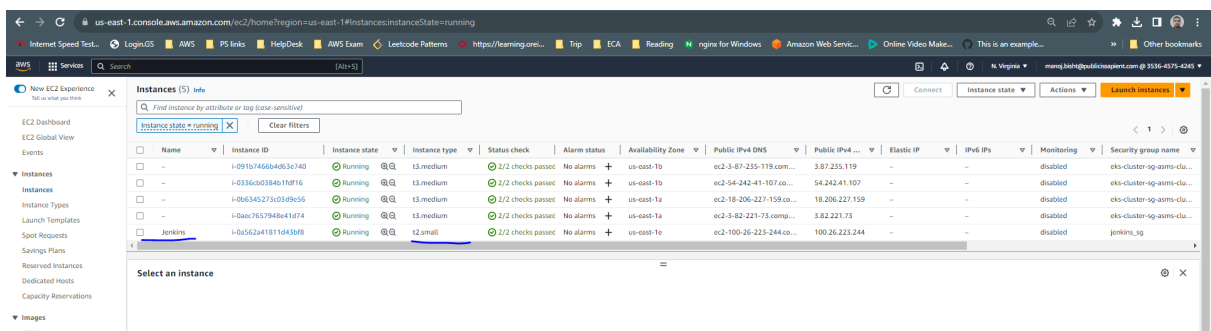 us-east-1.console.aws.amazon.com/ec2/home?region=us-east-1#Instances:instanceState=running
Internet Speed Test... Login.GS AWS PS links HelpDesk AWS Exam Leetcode Patterns https://learning.orei... Trip ECA Reading nginx for Windows Amazon Web Servic... Online Video Make... This is an example... » Other bookmarks
aws Services Search [Alt+S] N. Virginia ▼ manoj.bisht@publicissapient.com @ 3536-4575-4245 ▼
New EC2 Experience
Tell us what you think
EC2 Dashboard
EC2 Global View
Events
Instances
Instances
Instance Types
Launch Templates
Spot Requests
Savings Plans
Reserved Instances
Dedicated Hosts
Capacity Reservations
Images
Instances (5) Info
Connect Instance state ▼ Actions ▼ Launch instances ▼
Find instance by attribute or tag (case-sensitive)
Instance state = running X Clear filters
< 1 >
Name Instance ID Instance state Instance type Status check Alarm status Availability Zone Public IPv4 DNS Public IPv4 ... Elastic IP IPv6 IPs Monitoring Security group name
– i-091b7466b4d63e740 Running t3.medium 2/2 checks passed No alarms + us-east-1b ec2-3-87-235-119.com... 3.87.235.119 – – disabled eks-cluster-sg-asms-clu...
– i-0336cb0384b1fdf16 Running t3.medium 2/2 checks passed No alarms + us-east-1b ec2-54-242-41-107.co... 54.242.41.107 – – disabled eks-cluster-sg-asms-clu...
– i-0b6345273c03d9e56 Running t3.medium 2/2 checks passed No alarms + us-east-1a ec2-18-206-227-159.co... 18.206.227.159 – – disabled eks-cluster-sg-asms-clu...
– i-0aec7657948e41d74 Running t3.medium 2/2 checks passed No alarms + us-east-1a ec2-3-82-221-73.comp... 3.82.221.73 – – disabled eks-cluster-sg-asms-clu...
Jenkins i-0a562a41811d43bf8 Running t2.small 2/2 checks passed No alarms + us-east-1e ec2-100-26-223-244.co... 100.26.223.244 – – disabled jenkins_sg
Select an instance